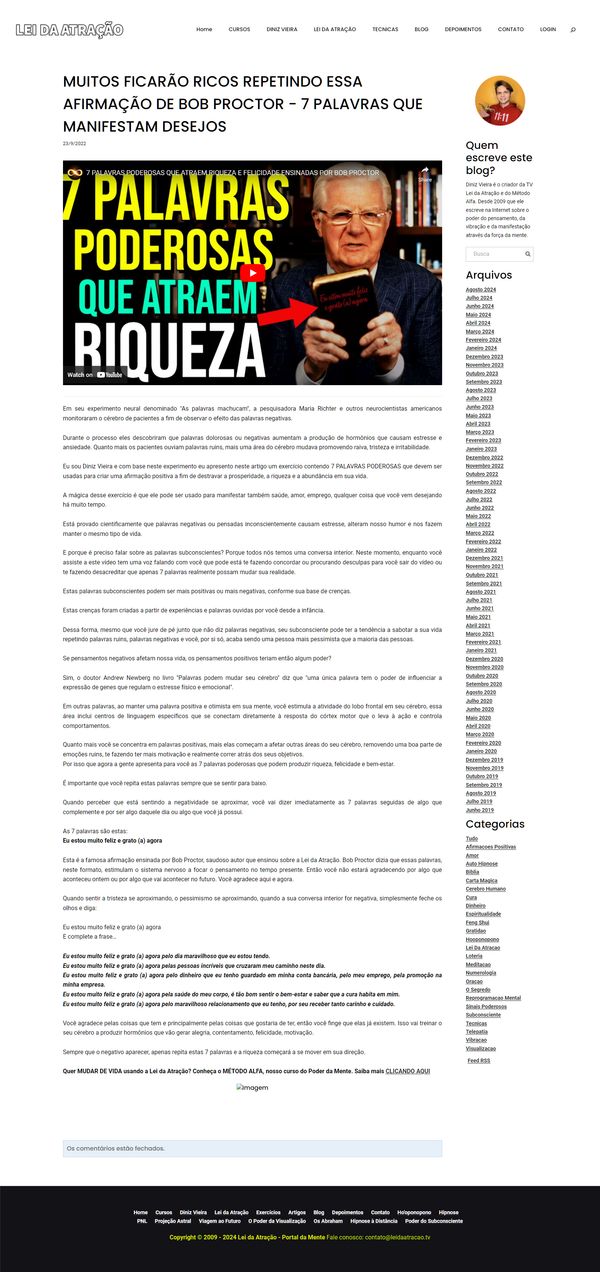 LEI DA ATRAÇÃO
Home CURSOS DINIZ VIEIRA LEI DA ATRAÇÃO TECNICAS BLOG DEPOIMENTOS CONTATO LOGIN
MUITOS FICARÃO RICOS REPETINDO ESSA
AFIRMAÇÃO DE BOB PROCTOR - 7 PALAVRAS QUE
MANIFESTAM DESEJOS
23/9/2022
7 PALAVRAS PODEROSAS QUE ATRAEM RIQUEZA E FELICIDADE ENSINADAS POR BOB PROCTOR
Share
7 PALAVRAS
PODEROSAS
QUE ATRAEM
RIQUEZA
Eu estou muito feliz
e grato (a) agora
Watch on YouTube
Em seu experimento neural denominado "As palavras machucam", a pesquisadora Maria Richter e outros neurocientistas americanos
monitoraram o cérebro de pacientes a fim de observar o efeito das palavras negativas.
Durante o processo eles descobriram que palavras dolorosas ou negativas aumentam a produção de hormônios que causam estresse e
ansiedade. Quanto mais os pacientes ouviam palavras ruins, mais uma área do cérebro mudava promovendo raiva, tristeza e irritabilidade.
Eu sou Diniz Vieira e com base neste experimento eu apresento neste artigo um exercício contendo 7 PALAVRAS PODEROSAS que devem ser
usadas para criar uma afirmação positiva a fim de destravar a prosperidade, a riqueza e a abundância em sua vida.
A mágica desse exercício é que ele pode ser usado para manifestar também saúde, amor, emprego, qualquer coisa que você vem desejando
há muito tempo.
Está provado cientificamente que palavras negativas ou pensadas inconscientemente causam estresse, alteram nosso humor e nos fazem
manter o mesmo tipo de vida.
E porque é preciso falar sobre as palavras subconscientes? Porque todos nós temos uma conversa interior. Neste momento, enquanto você
assiste a este vídeo tem uma voz falando com você que pode está te fazendo concordar ou procurando desculpas para você sair do vídeo ou
te fazendo desacreditar que apenas 7 palavras realmente possam mudar sua realidade.
Estas palavras subconscientes podem ser mais positivas ou mais negativas, conforme sua base de crenças.
Estas crenças foram criadas a partir de experiências e palavras ouvidas por você desde a infância.
Dessa forma, mesmo que você jure de pé junto que não diz palavras negativas, seu subconsciente pode ter a tendência a sabotar a sua vida
repetindo palavras ruins, palavras negativas e você, por si só, acaba sendo uma pessoa mais pessimista que a maioria das pessoas.
Se pensamentos negativos afetam nossa vida, os pensamentos positivos teriam então algum poder?
Sim, o doutor Andrew Newberg no livro "Palavras podem mudar seu cérebro" diz que "uma única palavra tem o poder de influenciar a
expressão de genes que regulam o estresse físico e emocional".
Em outras palavras, ao manter uma palavra positiva e otimista em sua mente, você estimula a atividade do lobo frontal em seu cérebro, essa
área inclui centros de linguagem específicos que se conectam diretamente à resposta do córtex motor que o leva à ação e controla
comportamentos.
Quanto mais você se concentra em palavras positivas, mais elas começam a afetar outras áreas do seu cérebro, removendo uma boa parte de
emoções ruins, te fazendo ter mais motivação e realmente correr atrás dos seus objetivos.
Por isso que agora a gente apresenta para você as 7 palavras poderosas que podem produzir riqueza, felicidade e bem-estar.
É importante que você repita estas palavras sempre que se sentir para baixo.
Quando perceber que está sentindo a negatividade se aproximar, você vai dizer imediatamente as 7 palavras seguidas de algo que
complemente e por ser algo daquele dia ou algo que você já possui.
As 7 palavras são estas:
Eu estou muito feliz e grato (a) agora
Esta é a famosa afirmação ensinada por Bob Proctor, saudoso autor que ensinou sobre a Lei da Atração. Bob Proctor dizia que essas palavras,
neste formato, estimulam o sistema nervoso a focar o pensamento no tempo presente. Então você não estará agradecendo por algo que
aconteceu ontem ou por algo que vai acontecer no futuro. Você agradece aqui e agora.
Quando sentir a tristeza se aproximando, o pessimismo se aproximando, quando a sua conversa interior for negativa, simplesmente feche os
olhos e diga:
Eu estou muito feliz e grato (a) agora
E complete a frase...
Eu estou muito feliz e grato (a) agora pelo dia maravilhoso que eu estou tendo.
Eu estou muito feliz e grato (a) agora pelas pessoas incríveis que cruzaram meu caminho neste dia.
Eu estou muito feliz e grato (a) agora pelo dinheiro que eu tenho guardado em minha conta bancária, pelo meu emprego, pela promoção na
minha empresa.
Eu estou muito feliz e grato (a) agora pela saúde do meu corpo, é tão bom sentir o bem-estar e saber que a cura habita em mim.
Eu estou muito feliz e grato (a) agora pelo maravilhoso relacionamento que eu tenho, por seu receber tanto carinho e cuidado.
Você agradece pelas coisas que tem e principalmente pelas coisas que gostaria de ter, então você finge que elas já existem. Isso vai treinar o
seu cérebro a produzir hormônios que vão gerar alegria, contentamento, felicidade, motivação.
Sempre que o negativo aparecer, apenas repita estas 7 palavras e a riqueza começará a se mover em sua direção.
Quer MUDAR DE VIDA usando a Lei da Atração? Conheça o MÉTODO ALFA, nosso curso do Poder da Mente. Saiba mais CLICANDO AQUI
Imagem
Os comentários estão fechados.
11:11
Quem
escreve este
blog?
Diniz Vieira é o criador da TV
Lei da Atração e do Método
Alfa. Desde 2009 que ele
escreve na Internet sobre o
poder do pensamento, da
vibração e da manifestação
através da força da mente.
Busca
Arquivos
Agosto 2024
Julho 2024
Junho 2024
Maio 2024
Abril 2024
Março 2024
Fevereiro 2024
Janeiro 2024
Dezembro 2023
Novembro 2023
Outubro 2023
Setembro 2023
Agosto 2023
Julho 2023
Junho 2023
Maio 2023
Abril 2023
Março 2023
Fevereiro 2023
Janeiro 2023
Dezembro 2022
Novembro 2022
Outubro 2022
Setembro 2022
Agosto 2022
Julho 2022
Junho 2022
Maio 2022
Abril 2022
Março 2022
Fevereiro 2022
Janeiro 2022
Dezembro 2021
Novembro 2021
Outubro 2021
Setembro 2021
Agosto 2021
Julho 2021
Junho 2021
Maio 2021
Abril 2021
Março 2021
Fevereiro 2021
Janeiro 2021
Dezembro 2020
Novembro 2020
Outubro 2020
Setembro 2020
Agosto 2020
Julho 2020
Junho 2020
Maio 2020
Abril 2020
Março 2020
Fevereiro 2020
Janeiro 2020
Dezembro 2019
Novembro 2019
Outubro 2019
Setembro 2019
Agosto 2019
Julho 2019
Junho 2019
Categorias
Tudo
Afirmacoes Positivas
Amor
Auto Hipnose
Biblia
Carta Magica
Cerebro Humano
Cura
Dinheiro
Espiritualidade
Feng Shui
Gratidao
Hooponopono
Lei Da Atracao
Loteria
Meditacao
Numerologia
Oracao
O Segredo
Reprogramacao Mental
Sinais Poderosos
Subconsciente
Tecnicas
Telepatia
Vibracao
Visualizacao
Feed RSS
Home Cursos Diniz Vieira Lei da Atração Exercícios Artigos Blog Depoimentos Contato Ho'oponopono Hipnose
PNL Projeção Astral Viagem ao Futuro O Poder da Visualização Os Abraham Hipnose à Distância Poder do Subconsciente
Copyright © 2009 - 2024 Lei da Atração - Portal da Mente Fale conosco: contato@leidaatracao.tv